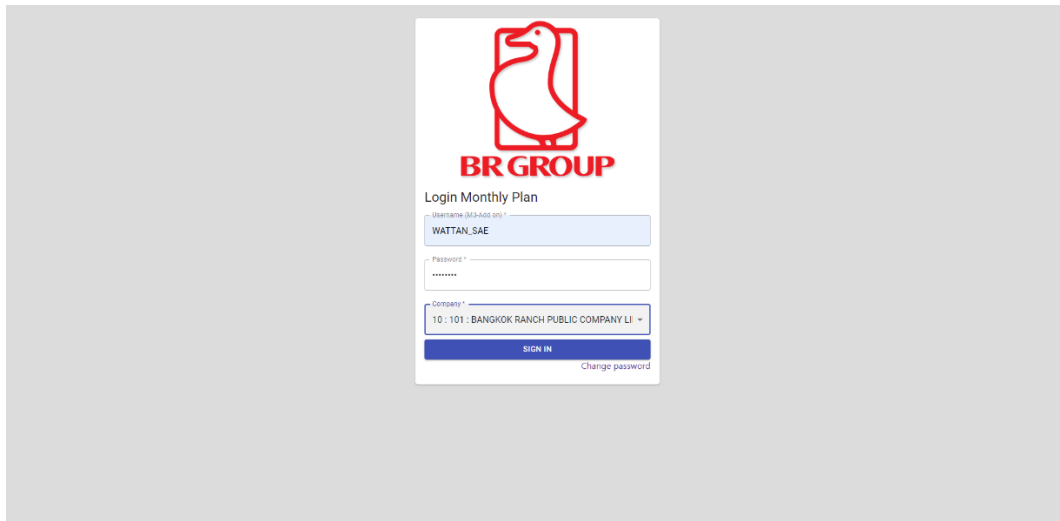 BR GROUP
Login Monthly Plan
Username (M3-Add on) *
WATTAN_SAE
Password *
••••••••
Company *
10 : 101 : BANGKOK RANCH PUBLIC COMPANY LI
SIGN IN
Change password